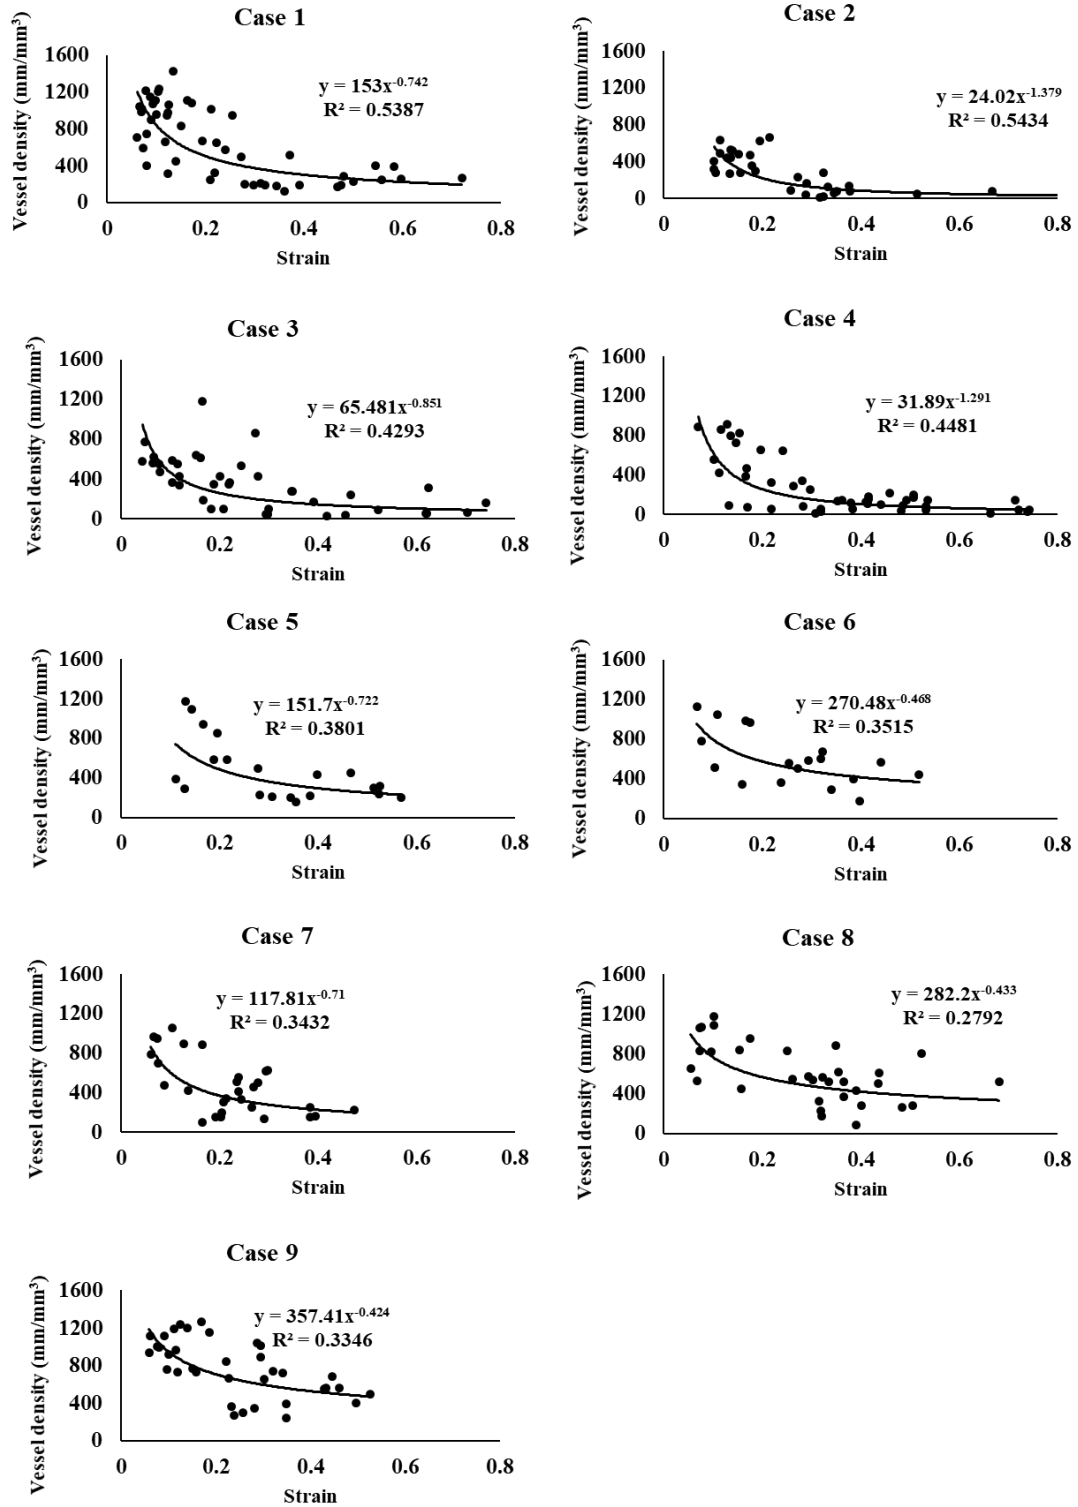 Case 1
Vessel density (mm/mm³)
1600
1200
800
400
0
y = 153x^-0.742
R² = 0.5387
0
0.2
0.4
0.6
0.8
Strain
Case 2
Vessel density (mm/mm³)
1600
1200
800
400
0
y = 24.02x^-1.379
R² = 0.5434
0
0.2
0.4
0.6
0.8
Strain
Case 3
Vessel density (mm/mm³)
1600
1200
800
400
0
y = 65.481x^-0.851
R² = 0.4293
0
0.2
0.4
0.6
0.8
Strain
Case 4
Vessel density (mm/mm³)
1600
1200
800
400
0
y = 31.89x^-1.291
R² = 0.4481
0
0.2
0.4
0.6
0.8
Strain
Case 5
Vessel density (mm/mm³)
1600
1200
800
400
0
y = 151.7x^-0.722
R² = 0.3801
0
0.2
0.4
0.6
0.8
Strain
Case 6
Vessel density (mm/mm³)
1600
1200
800
400
0
y = 270.48x^-0.468
R² = 0.3515
0
0.2
0.4
0.6
0.8
Strain
Case 7
Vessel density (mm/mm³)
1600
1200
800
400
0
y = 117.81x^-0.71
R² = 0.3432
0
0.2
0.4
0.6
0.8
Strain
Case 8
Vessel density (mm/mm³)
1600
1200
800
400
0
y = 282.2x^-0.433
R² = 0.2792
0
0.2
0.4
0.6
0.8
Strain
Case 9
Vessel density (mm/mm³)
1600
1200
800
400
0
y = 357.41x^-0.424
R² = 0.3346
0
0.2
0.4
0.6
0.8
Strain